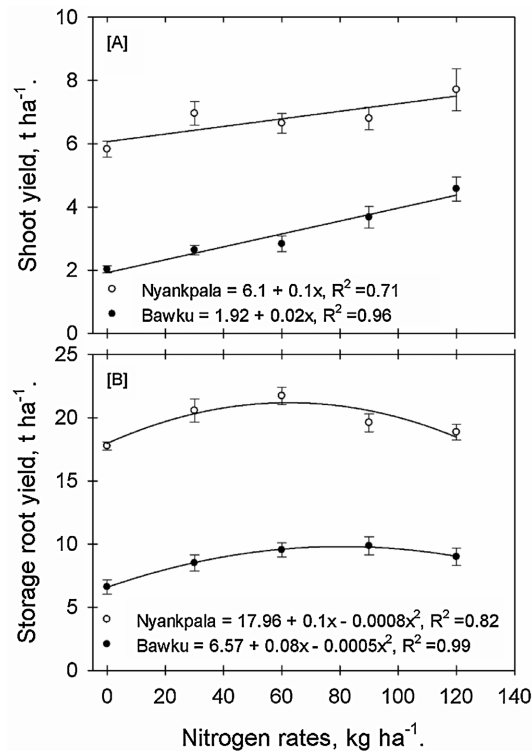 [A]
10
8
6
4
2
0
Shoot yield, t ha⁻¹.
Nyankpala = 6.1 + 0.1x, R² =0.71
Bawku = 1.92 + 0.02x, R² =0.96
[B]
25
20
15
10
5
0
Storage root yield, t ha⁻¹.
Nyankpala = 17.96 + 0.1x - 0.0008x², R² =0.82
Bawku = 6.57 + 0.08x - 0.0005x², R² =0.99
0 20 40 60 80 100 120 140
Nitrogen rates, kg ha⁻¹.